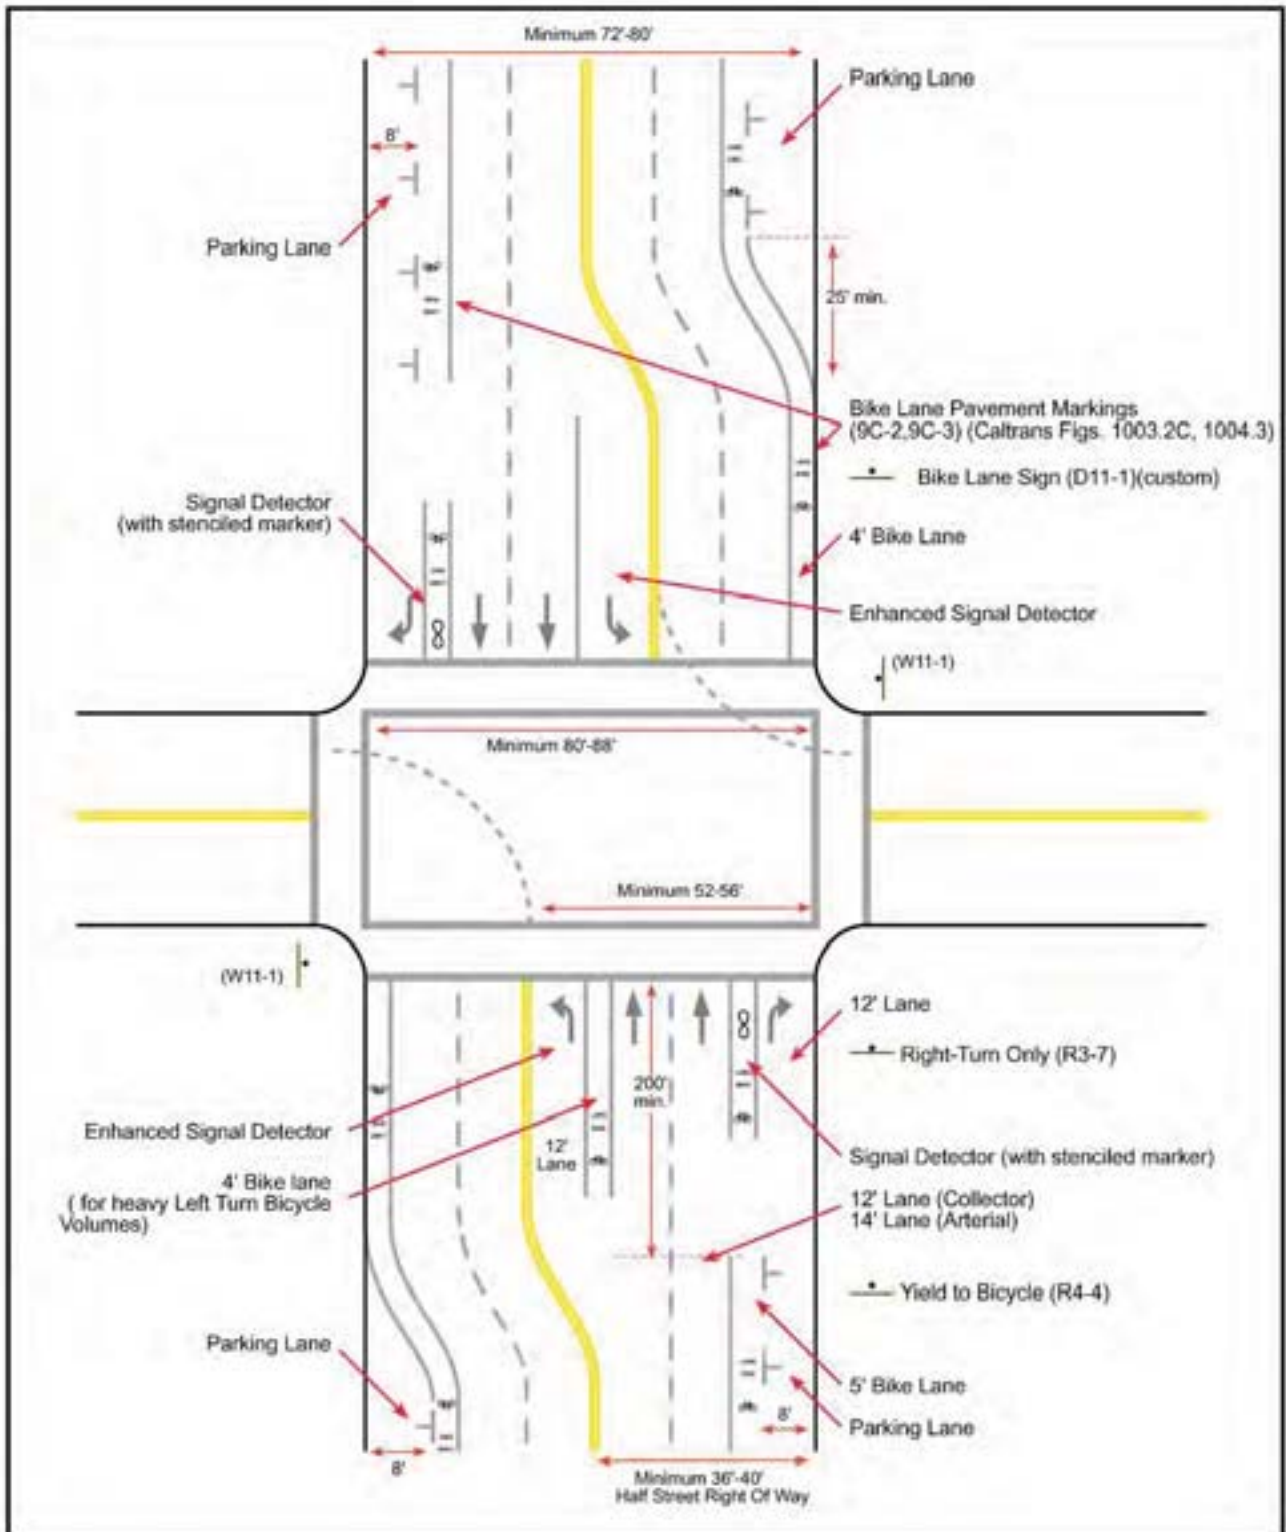 Minimum 72'-80'
Parking Lane
8'
Parking Lane
25' min.
Bike Lane Pavement Markings
(9C-2,9C-3) (Caltrans Figs. 1003.2C, 1004.3)
Bike Lane Sign (D11-1)(custom)
Signal Detector
(with stenciled marker)
4' Bike Lane
Enhanced Signal Detector
(W11-1)
Minimum 80'-88'
Minimum 52-56'
(W11-1)
12' Lane
Right-Turn Only (R3-7)
200'
min.
Enhanced Signal Detector
12'
Lane
Signal Detector (with stenciled marker)
4' Bike lane
( for heavy Left Turn Bicycle
Volumes)
12' Lane (Collector)
14' Lane (Arterial)
Yield to Bicycle (R4-4)
Parking Lane
5' Bike Lane
8'
Parking Lane
8'
Minimum 36'-40'
Half Street Right Of Way